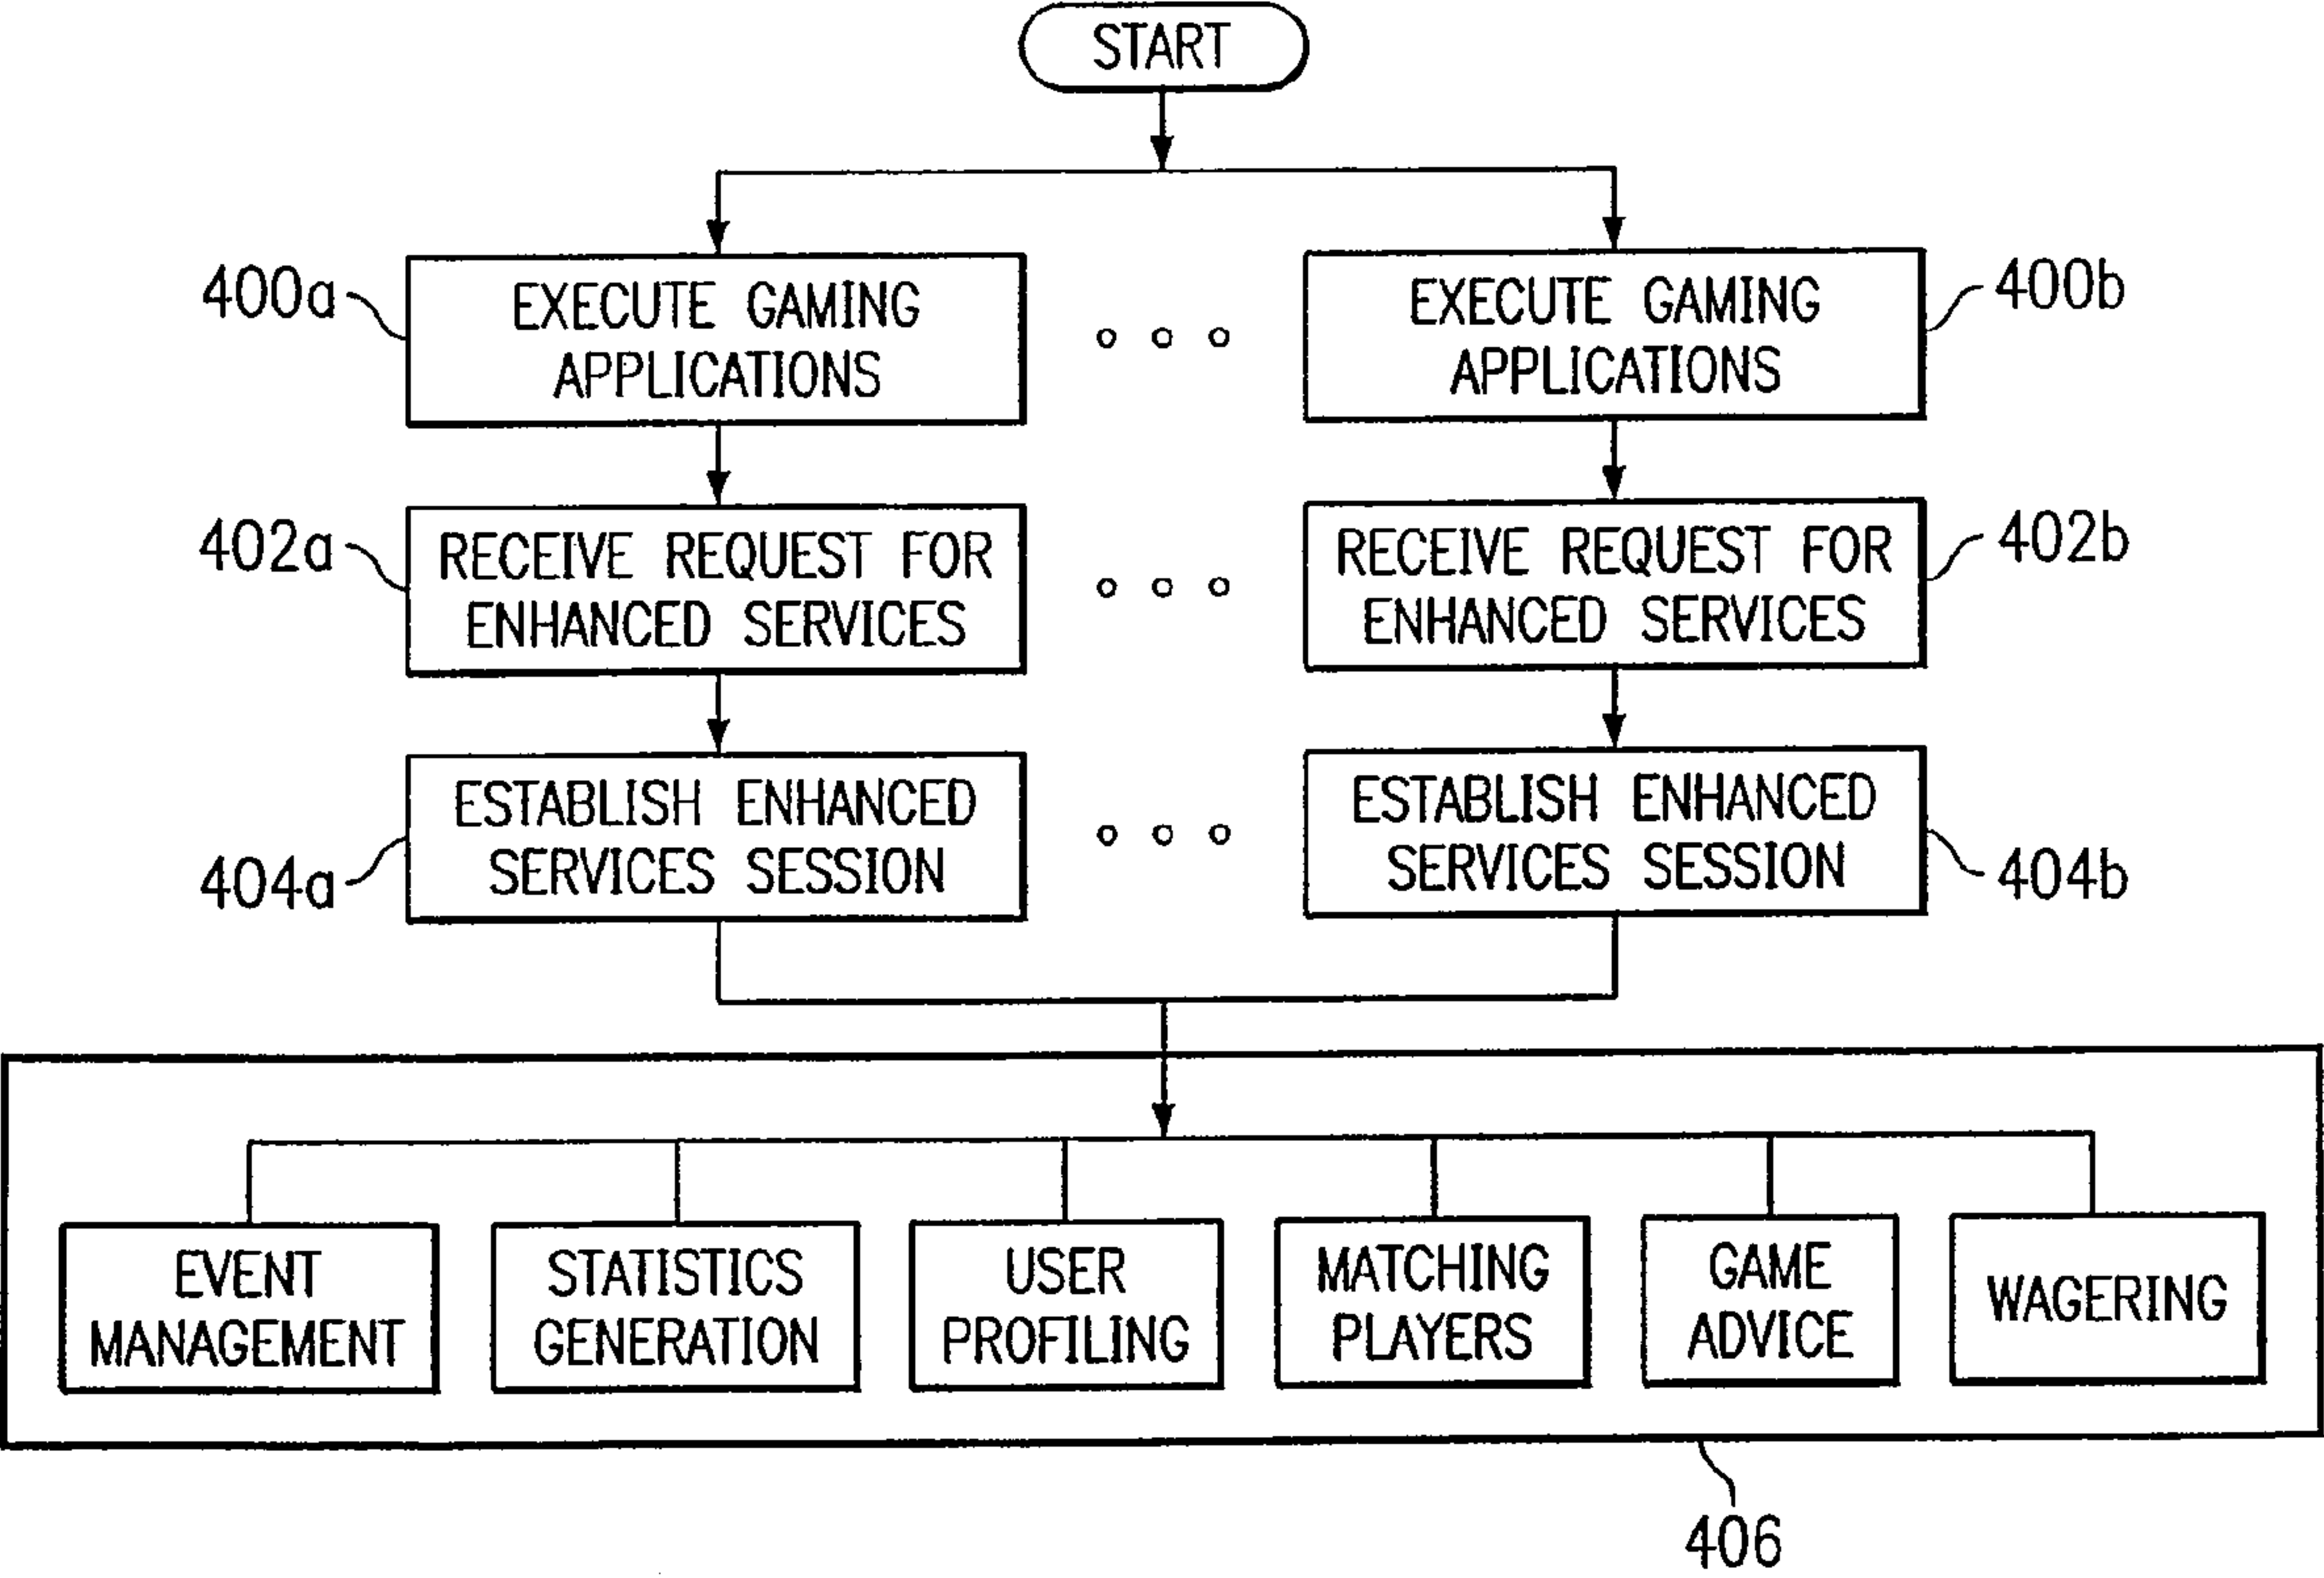 START
400a
EXECUTE GAMING
APPLICATIONS
EXECUTE GAMING
APPLICATIONS
400b
402a
RECEIVE REQUEST FOR
ENHANCED SERVICES
RECEIVE REQUEST FOR
ENHANCED SERVICES
402b
404a
ESTABLISH ENHANCED
SERVICES SESSION
ESTABLISH ENHANCED
SERVICES SESSION
404b
EVENT
MANAGEMENT
STATISTICS
GENERATION
USER
PROFILING
MATCHING
PLAYERS
GAME
ADVICE
WAGERING
406